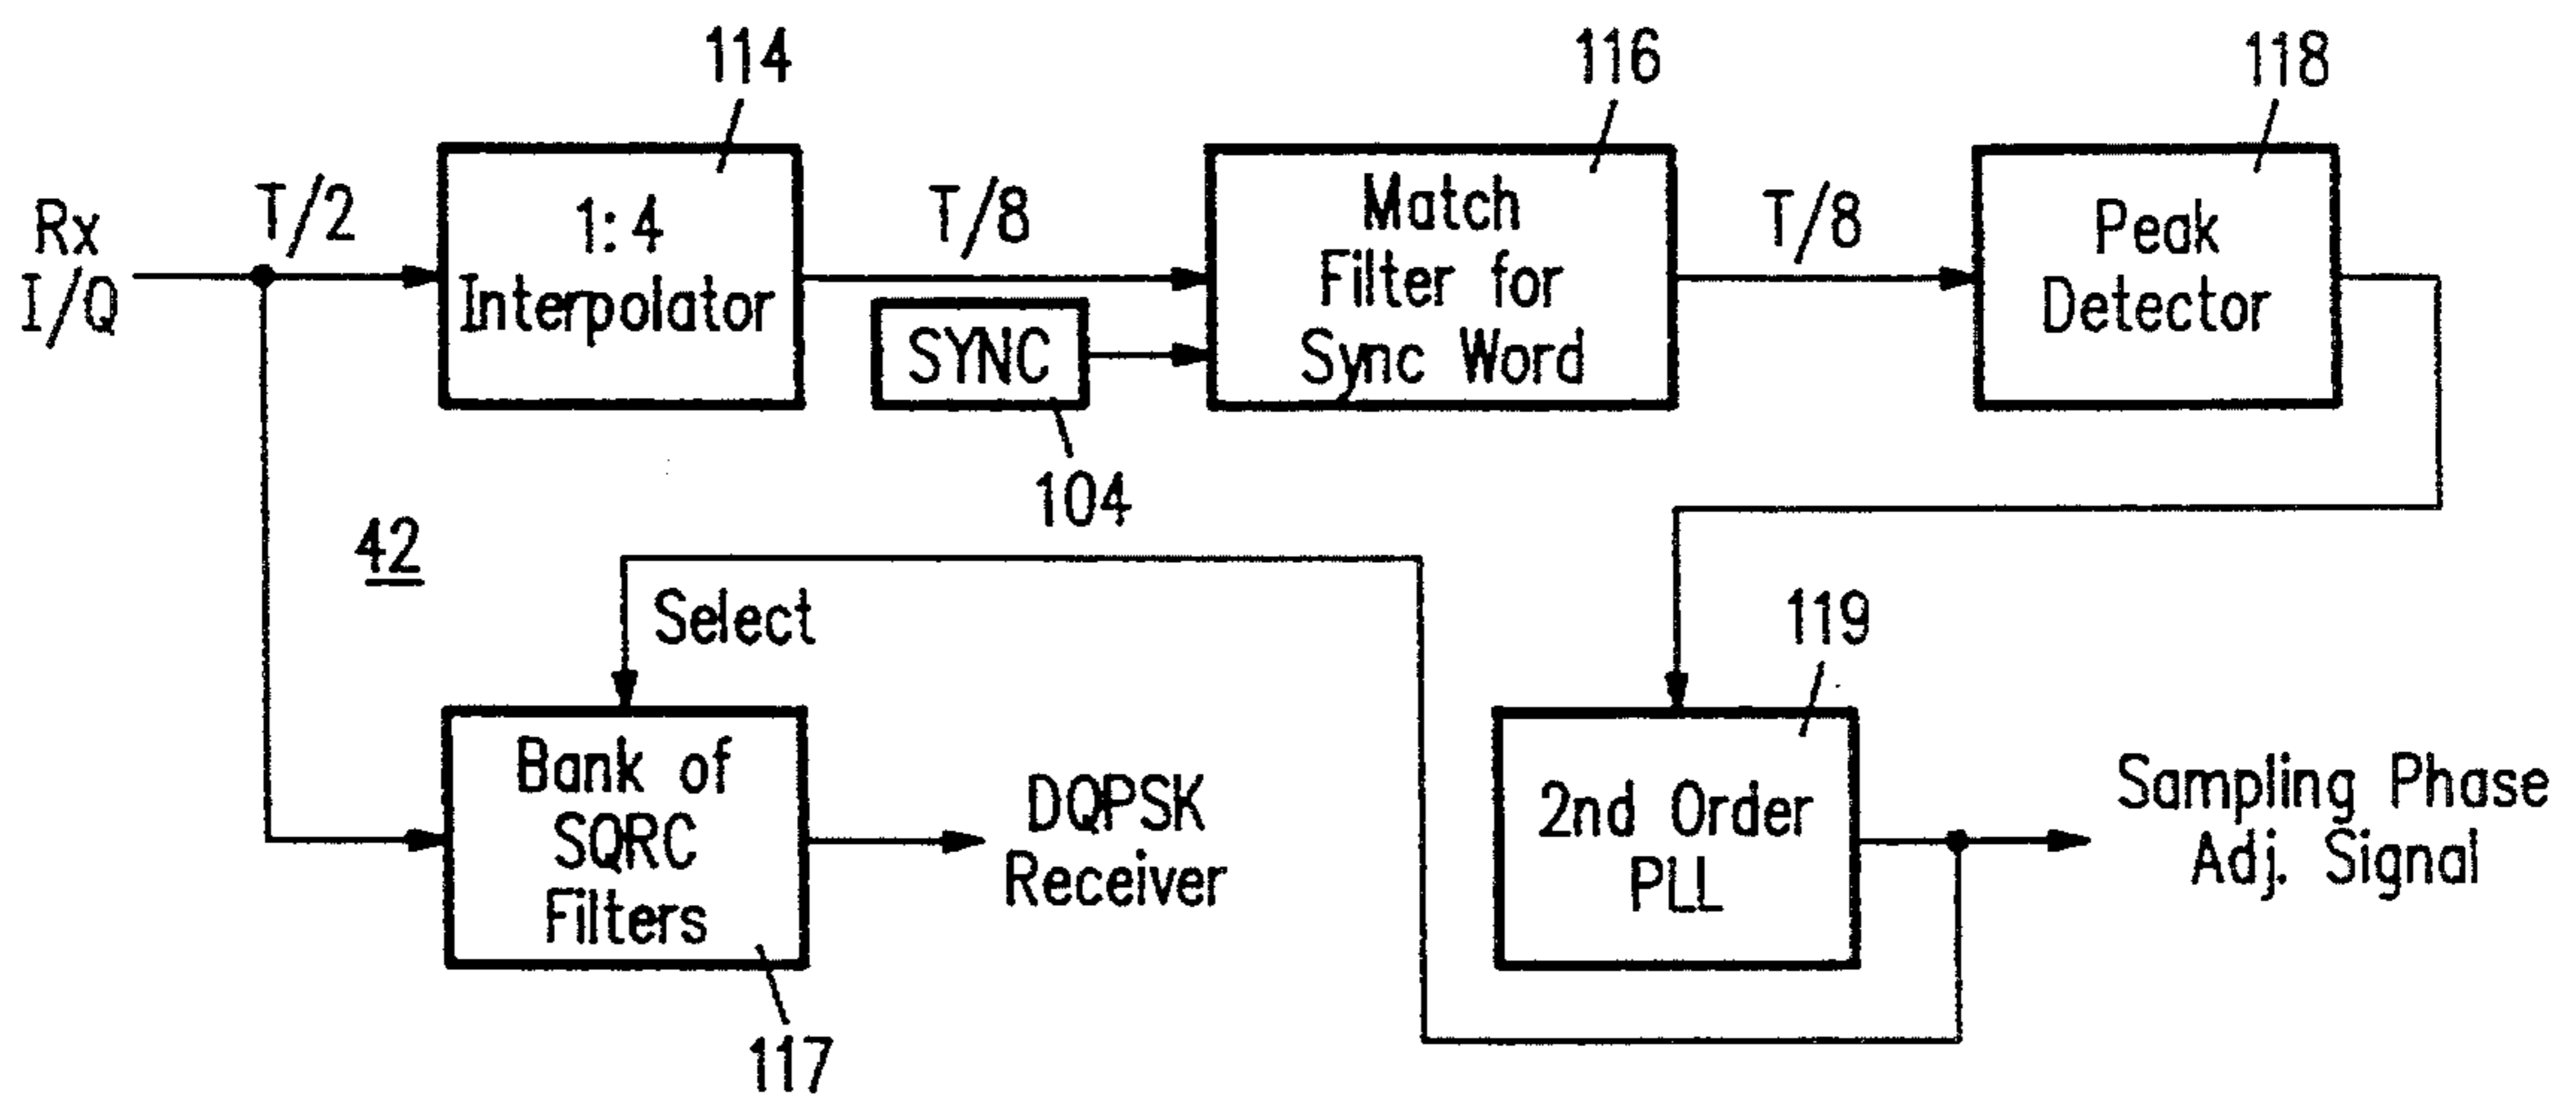 114
116
118
Rx
I/Q
T/2
1:4
Interpolator
T/8
SYNC
104
Match
Filter for
Sync Word
T/8
Peak
Detector
42
Select
119
Bank of
SQRC
Filters
117
DQPSK
Receiver
2nd Order
PLL
Sampling Phase
Adj. Signal